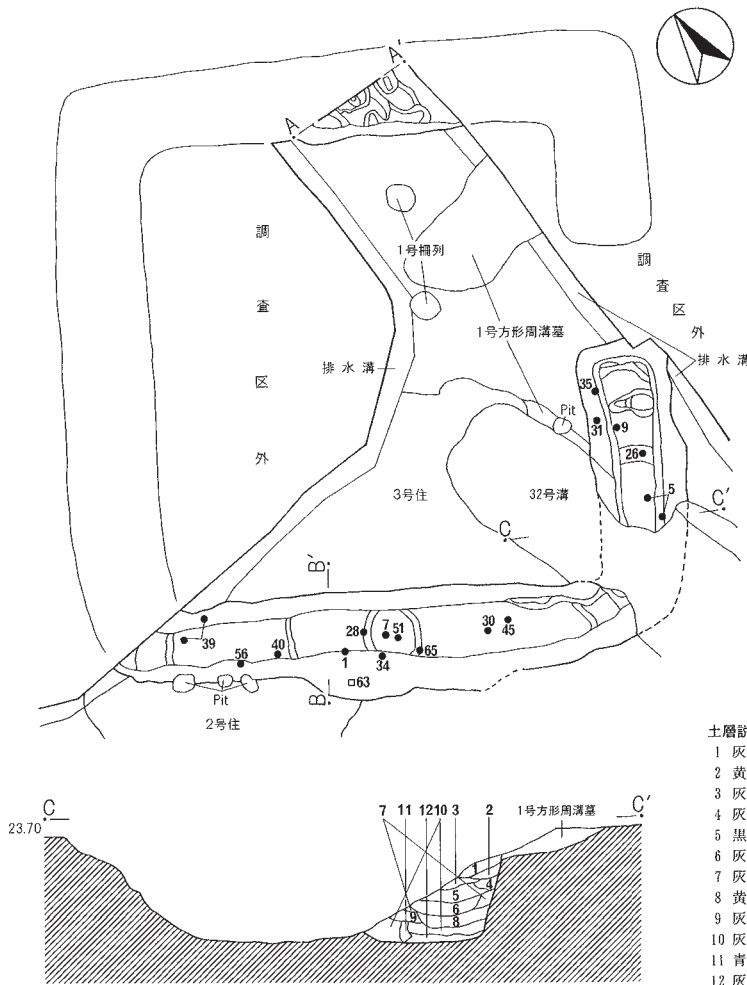 A'
A
調査区外
1号柵列
調査区外
1号方形周溝墓
排水溝
排水溝
35
31
9
Pit
26
5
3号住
32号溝
C'
C
B'
39
28
7
51
30
45
56
40
1
34
65
63
Pit
B
2号住
土層説
1 灰
2 黄
3 灰
4 灰
5 黒
6 灰
7 灰
8 黄
9 灰
10 灰
11 青
12 灰
C
7 11 12 10 3 2
1号方形周溝墓
C'
23.70
1
4
5
6
9
8